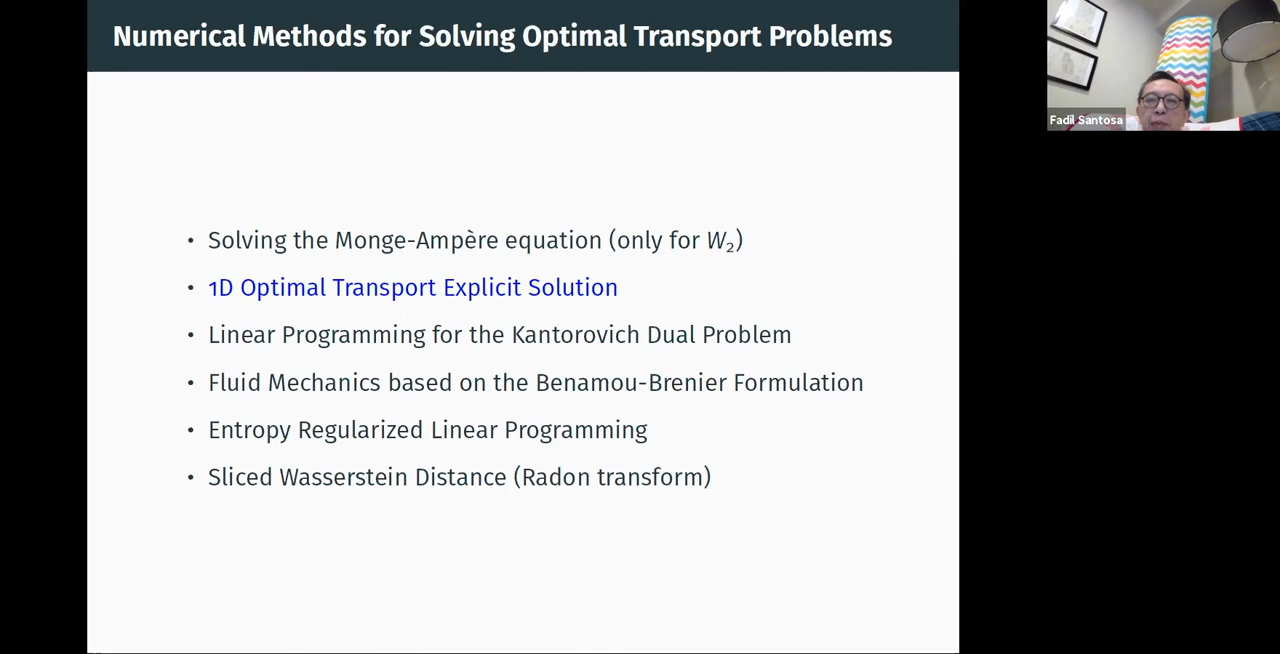 Numerical Methods for Solving Optimal Transport Problems
• Solving the Monge-Ampère equation (only for W₂)
• 1D Optimal Transport Explicit Solution
• Linear Programming for the Kantorovich Dual Problem
• Fluid Mechanics based on the Benamou-Brenier Formulation
• Entropy Regularized Linear Programming
• Sliced Wasserstein Distance (Radon transform)
Fadil Santosa